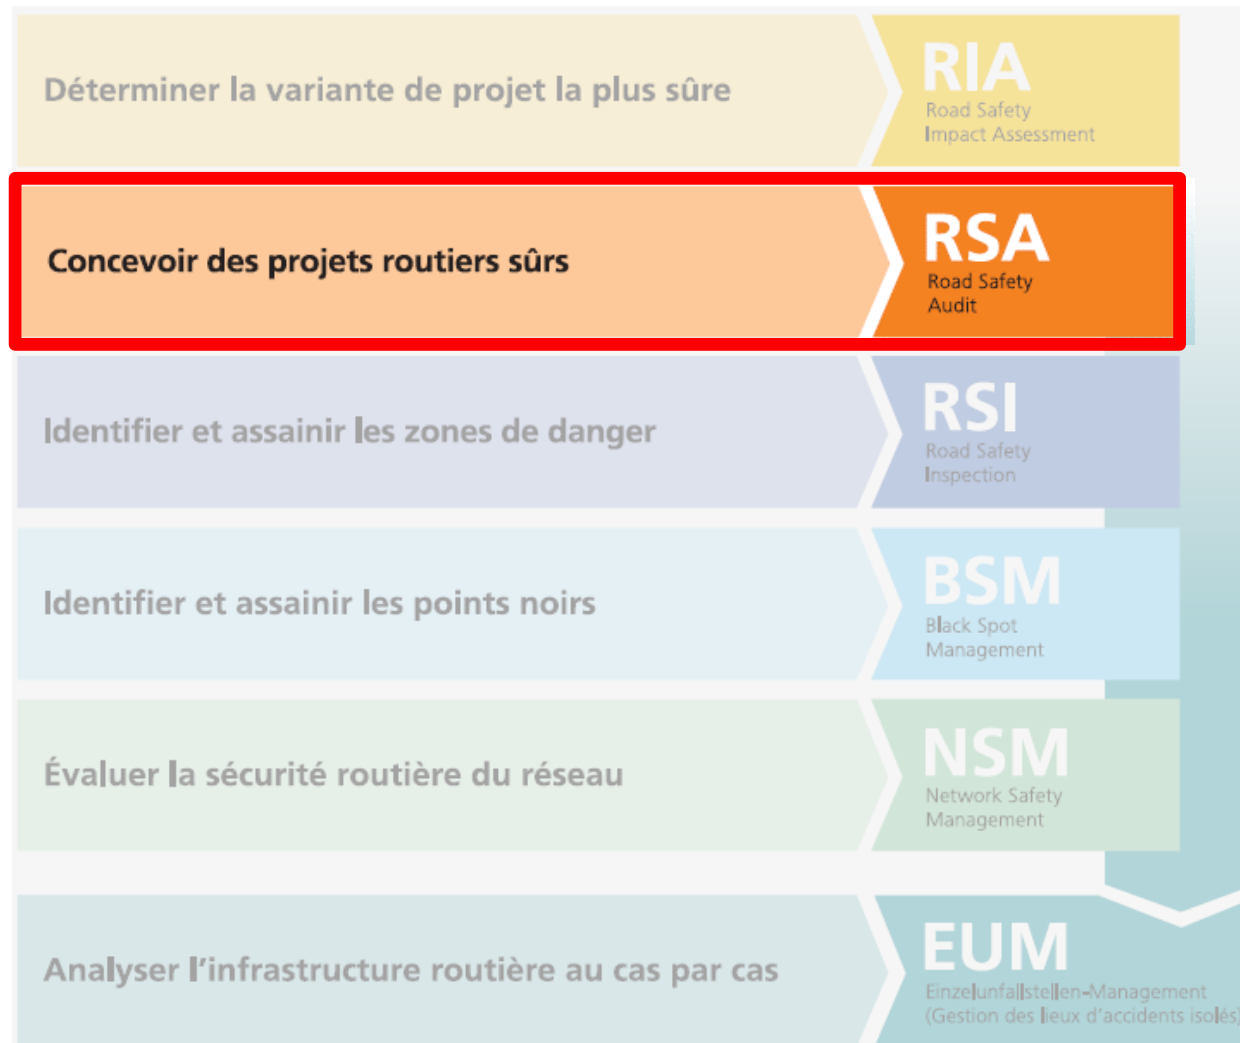 Déterminer la variante de projet la plus sûre
RIA
Road Safety
Impact Assessment
Concevoir des projets routiers sûrs
RSA
Road Safety
Audit
Identifier et assainir les zones de danger
RSI
Road Safety
Inspection
Identifier et assainir les points noirs
BSM
Black Spot
Management
Évaluer la sécurité routière du réseau
NSM
Network Safety
Management
Analyser l’infrastructure routière au cas par cas
EUM
Einzelunfallstellen-Management
(Gestion des lieux d’accidents isolés)